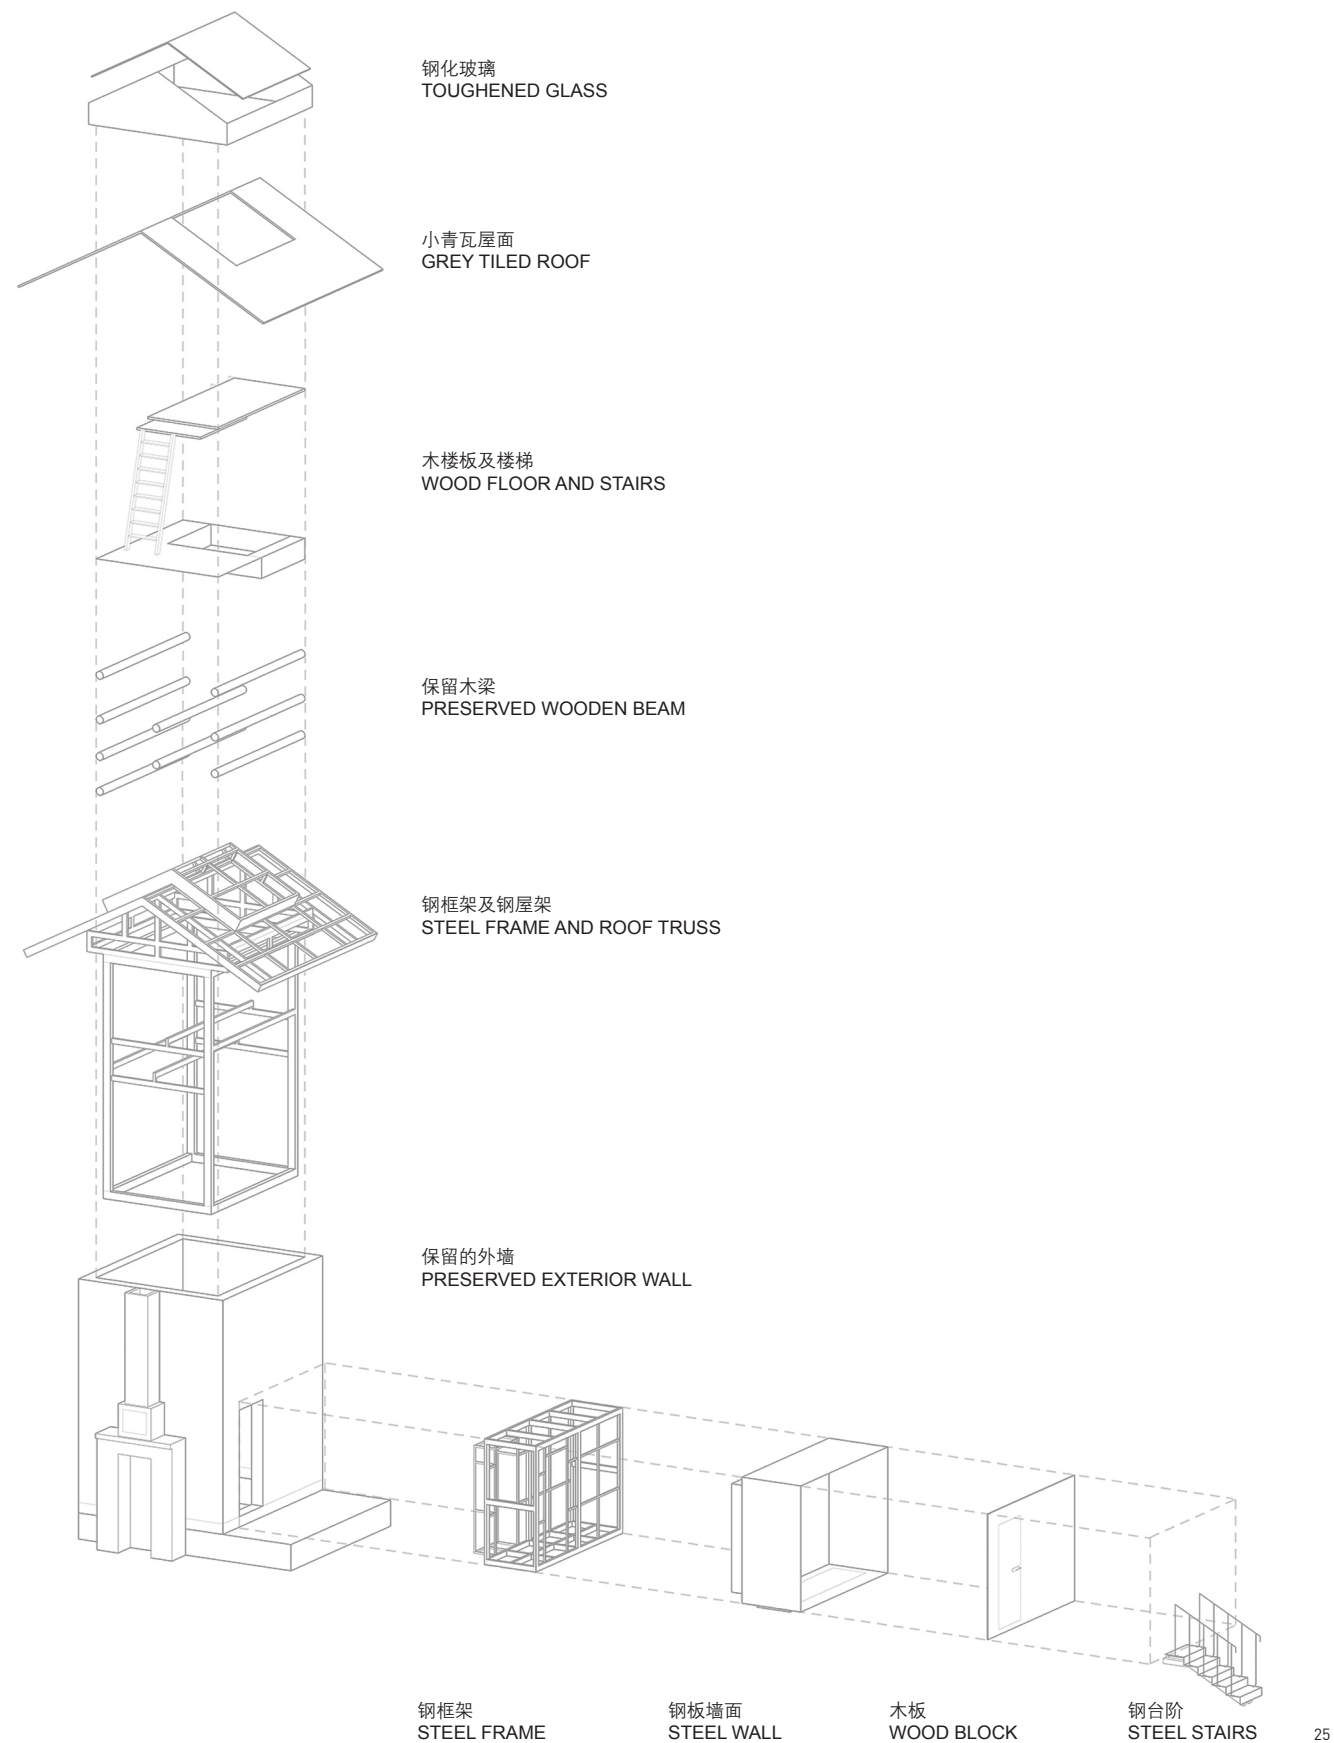 钢化玻璃
TOUGHENED GLASS
小青瓦屋面
GREY TILED ROOF
木楼板及楼梯
WOOD FLOOR AND STAIRS
保留木梁
PRESERVED WOODEN BEAM
钢框架及钢屋架
STEEL FRAME AND ROOF TRUSS
保留的外墙
PRESERVED EXTERIOR WALL
钢框架
STEEL FRAME
钢板墙面
STEEL WALL
木板
WOOD BLOCK
钢台阶
STEEL STAIRS
25